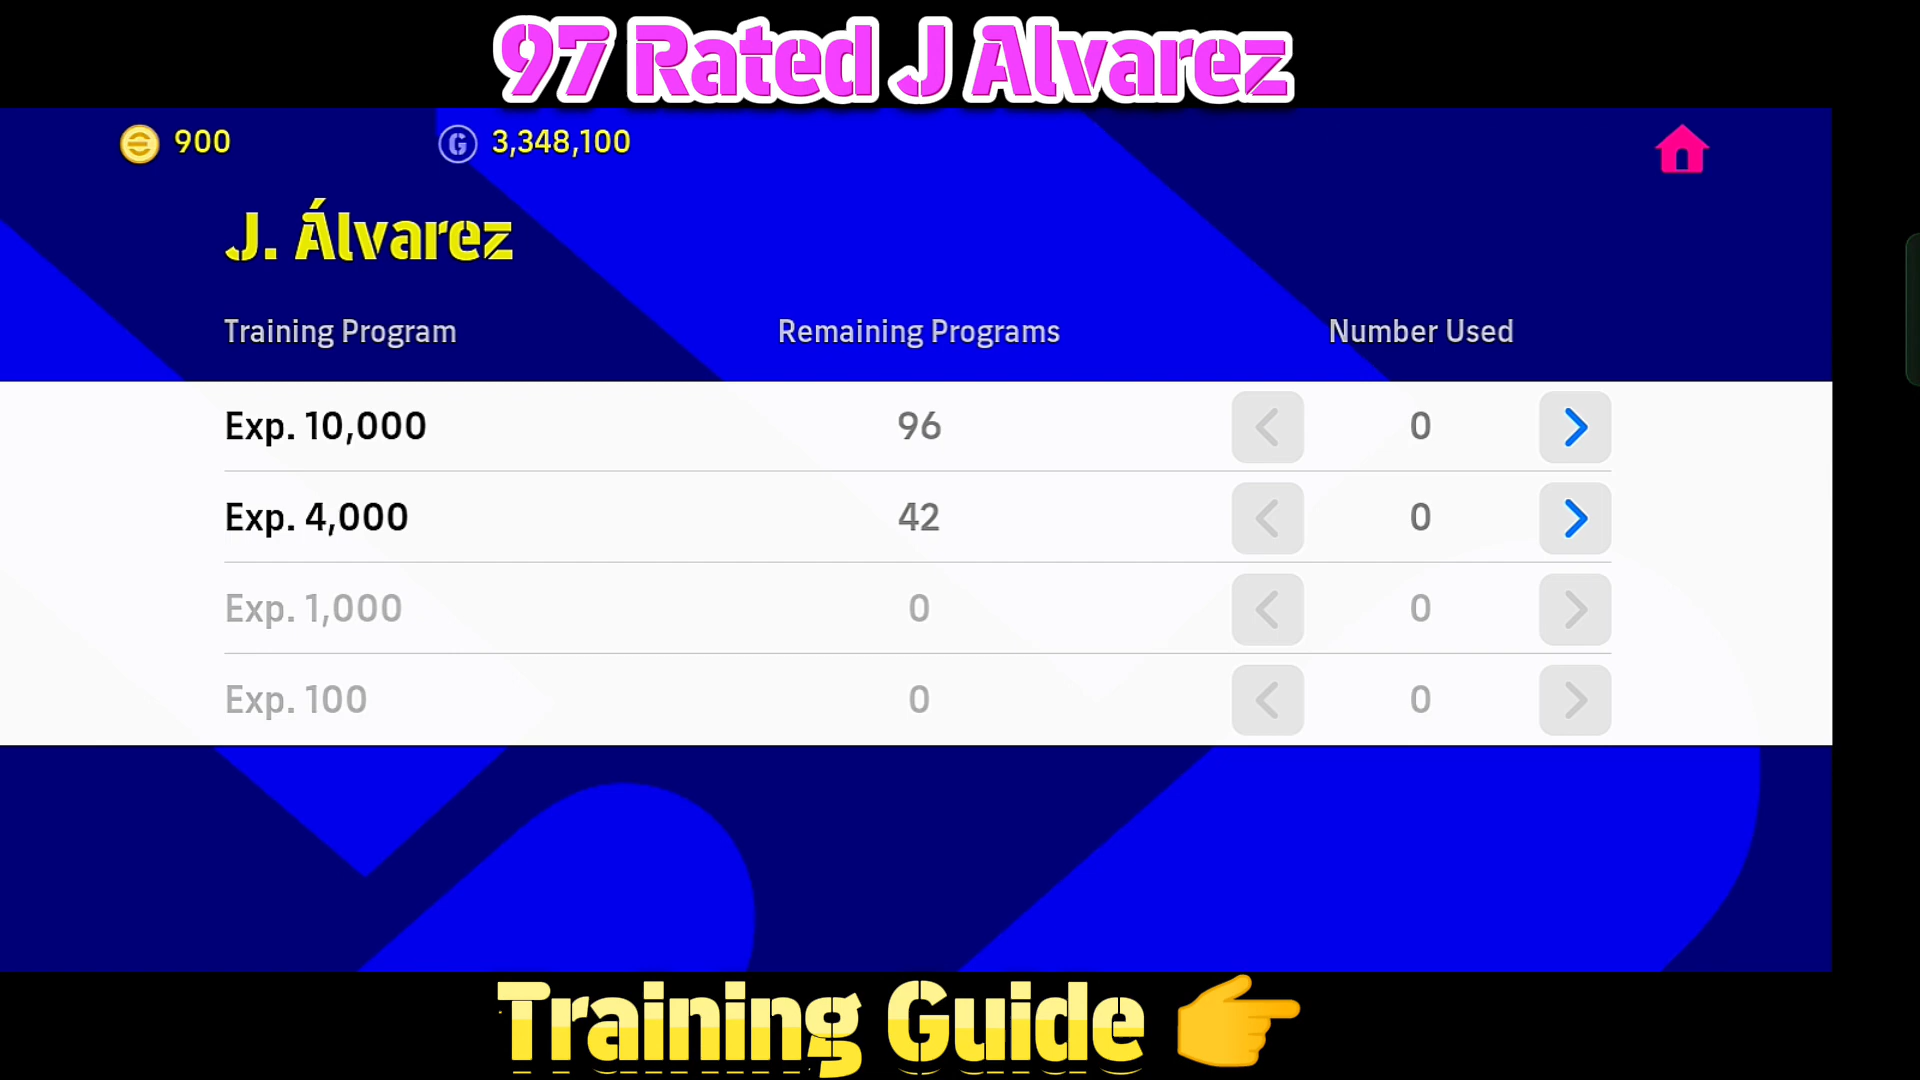 97 Rated J Alvarez
900 3,348,100
J. Álvarez
Training Program Remaining Programs Number Used
Exp. 10,000 96 0
Exp. 4,000 42 0
Exp. 1,000 0 0
Exp. 100 0 0
Training Guide 👉